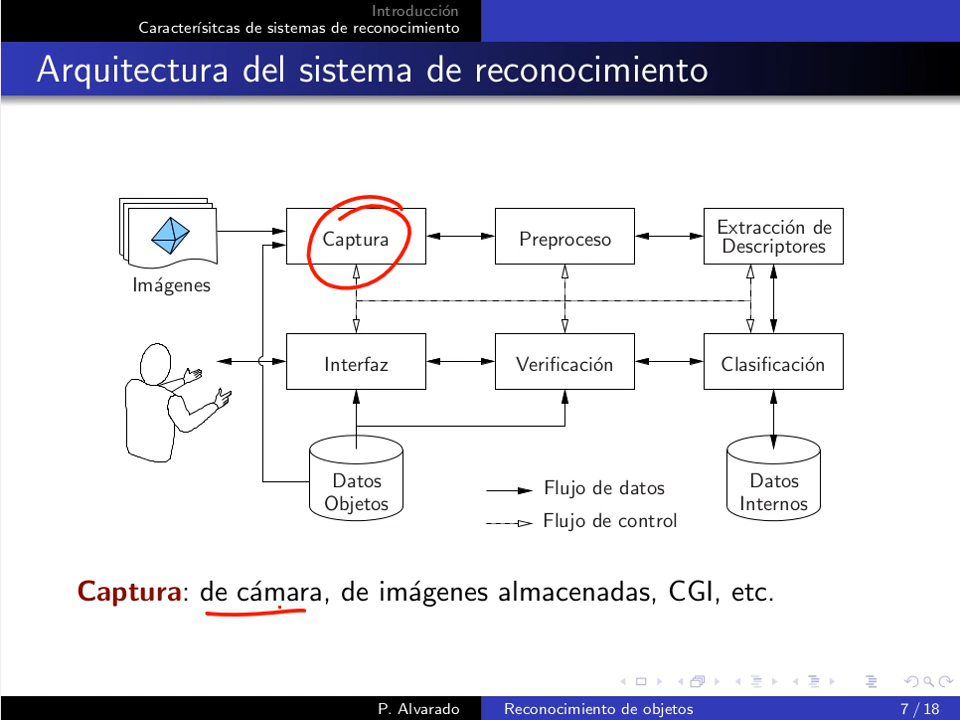 Introducción
Caracterísitcas de sistemas de reconocimiento
Arquitectura del sistema de reconocimiento
Imágenes
Captura
Preproceso
Extracción de
Descriptores
Interfaz
Verificación
Clasificación
Datos
Objetos
Flujo de datos
Flujo de control
Datos
Internos
Captura: de cámara, de imágenes almacenadas, CGI, etc.
P. Alvarado
Reconocimiento de objetos
7 / 18